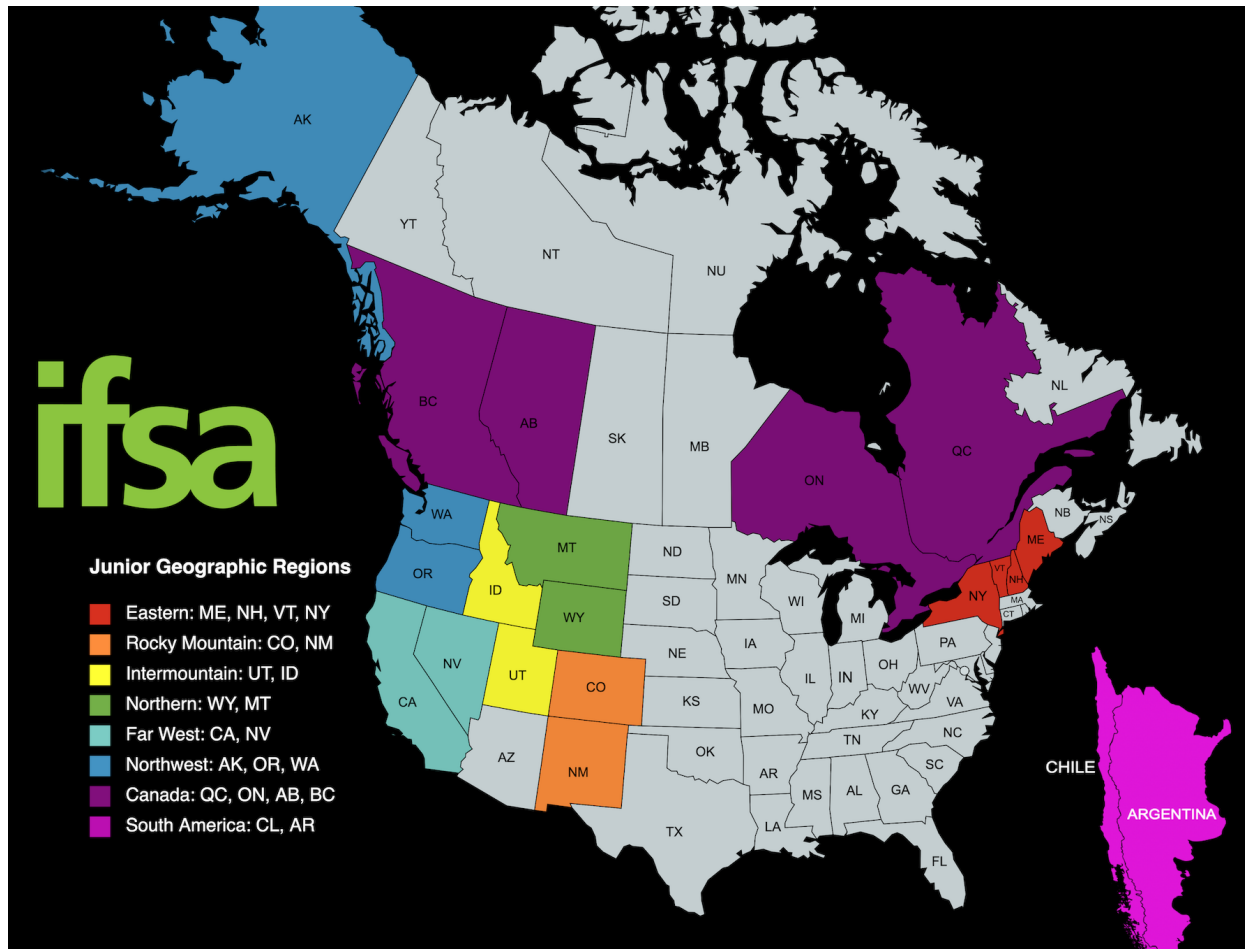 AK
YT
NT
NU
ifsa
BC
AB
SK
MB
ON
QC
NL
NB
NS
ME
VT
NH
NY
MA
CT
WA
OR
ID
MT
WY
ND
SD
MN
WI
MI
NE
IA
IL
IN
OH
PA
WV
VA
NV
CA
UT
CO
KS
MO
KY
TN
NC
SC
AZ
NM
OK
AR
MS
AL
GA
TX
LA
FL
Junior Geographic Regions
Eastern: ME, NH, VT, NY
Rocky Mountain: CO, NM
Intermountain: UT, ID
Northern: WY, MT
Far West: CA, NV
Northwest: AK, OR, WA
Canada: QC, ON, AB, BC
South America: CL, AR
CHILE
ARGENTINA